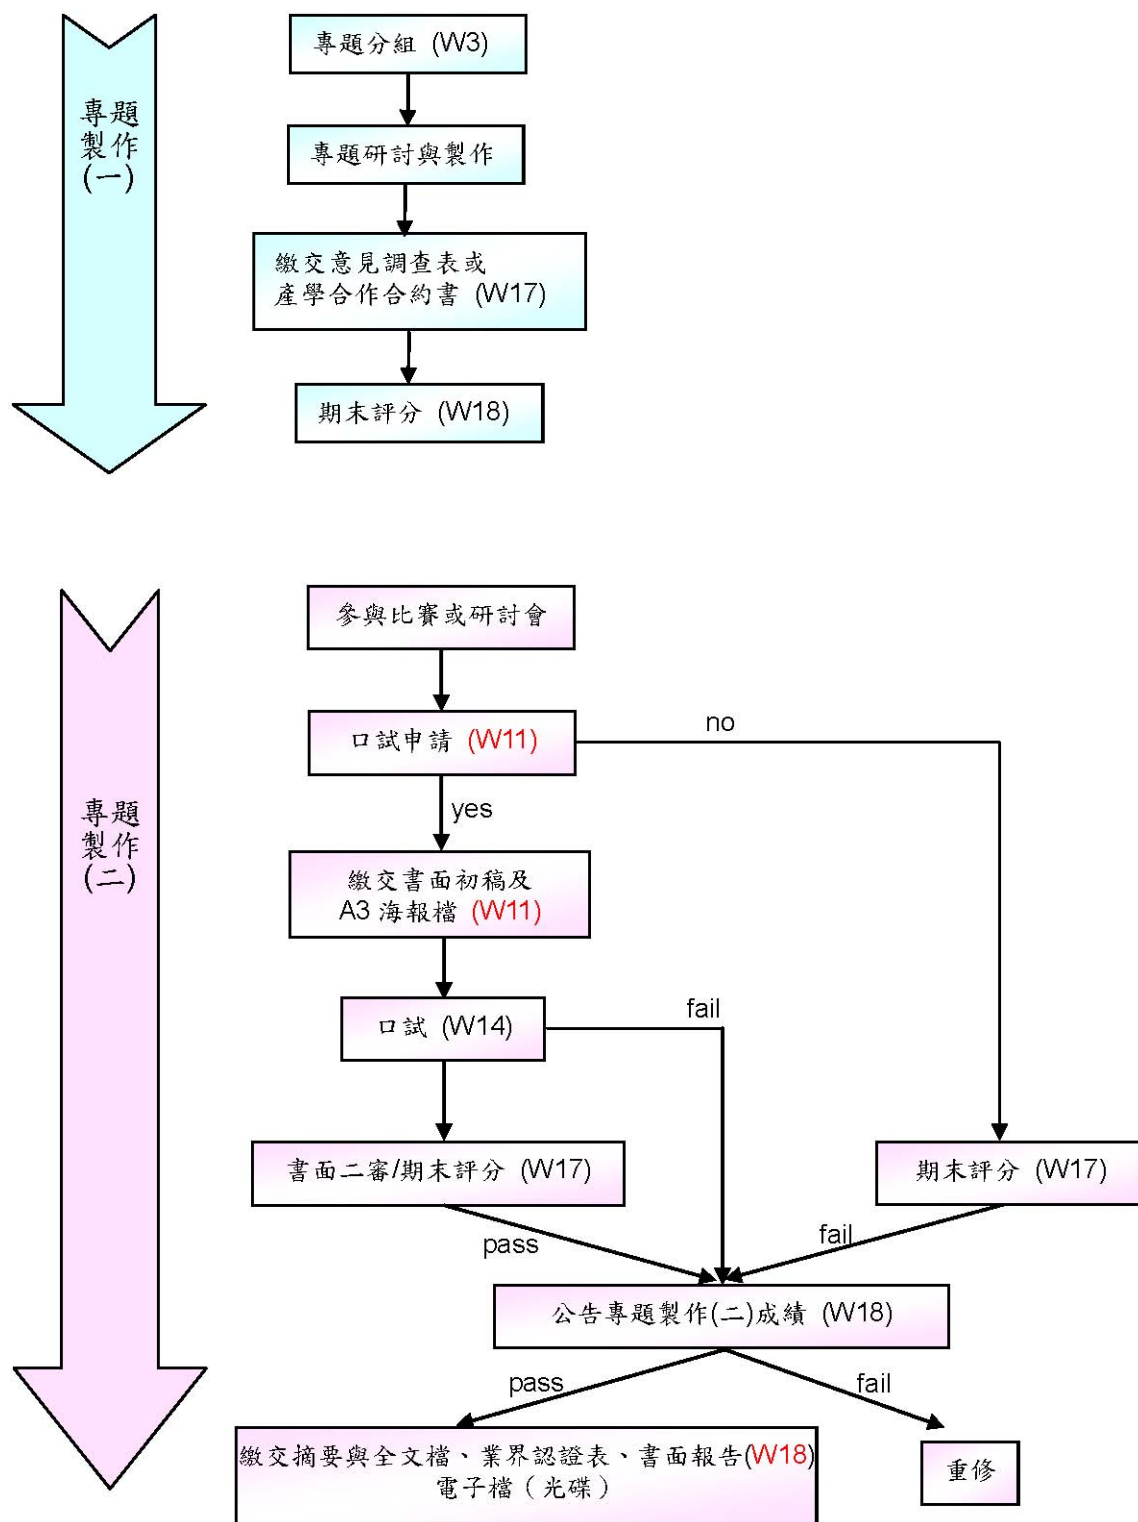 專題
製作
(一)
專題分組 (W3)
專題研討與製作
繳交意見調查表或
產學合作合約書 (W17)
期末評分 (W18)
專題
製作
(二)
參與比賽或研討會
口試申請 (W11)
no
yes
繳交書面初稿及
A3 海報檔 (W11)
口試 (W14)
fail
書面二審/期末評分 (W17)
期末評分 (W17)
pass
fail
公告專題製作(二)成績 (W18)
pass
fail
繳交摘要與全文檔、業界認證表、書面報告(W18)
電子檔（光碟）
重修